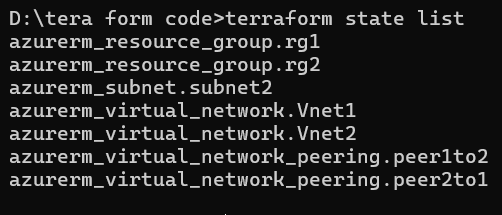 D:\tera form code>terraform state list
azurerm_resource_group.rg1
azurerm_resource_group.rg2
azurerm_subnet.subnet2
azurerm_virtual_network.Vnet1
azurerm_virtual_network.Vnet2
azurerm_virtual_network_peering.peer1to2
azurerm_virtual_network_peering.peer2to1